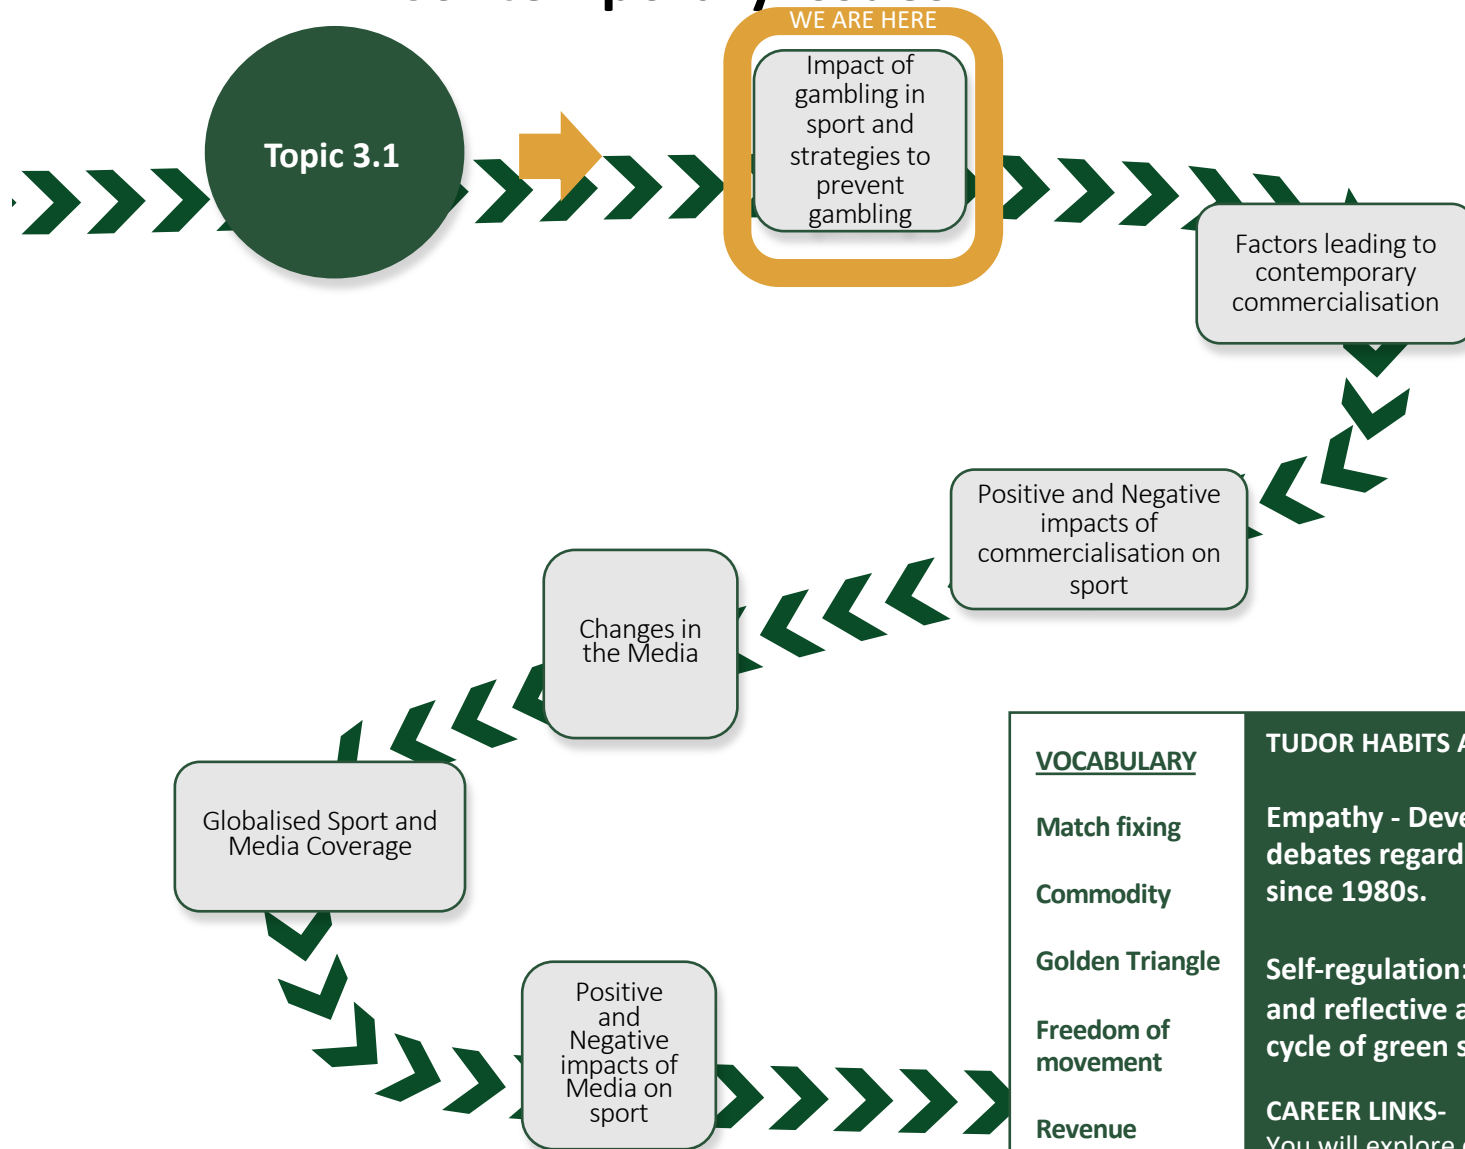 WE ARE HERE
Topic 3.1
Impact of
gambling in
sport and
strategies to
prevent
gambling
Factors leading to
contemporary
commercialisation
Positive and Negative
impacts of
commercialisation on
sport
Changes in
the Media
Globalised Sport and
Media Coverage
Positive
and
Negative
impacts of
Media on
sport
VOCABULARY
Match fixing
Commodity
Golden Triangle
Freedom of
movement
Revenue
TUDOR HABITS
Empathy -
debates
since 1980s.
Self-regulation:
and reflective
cycle of green
CAREER LINKS-
You will explore